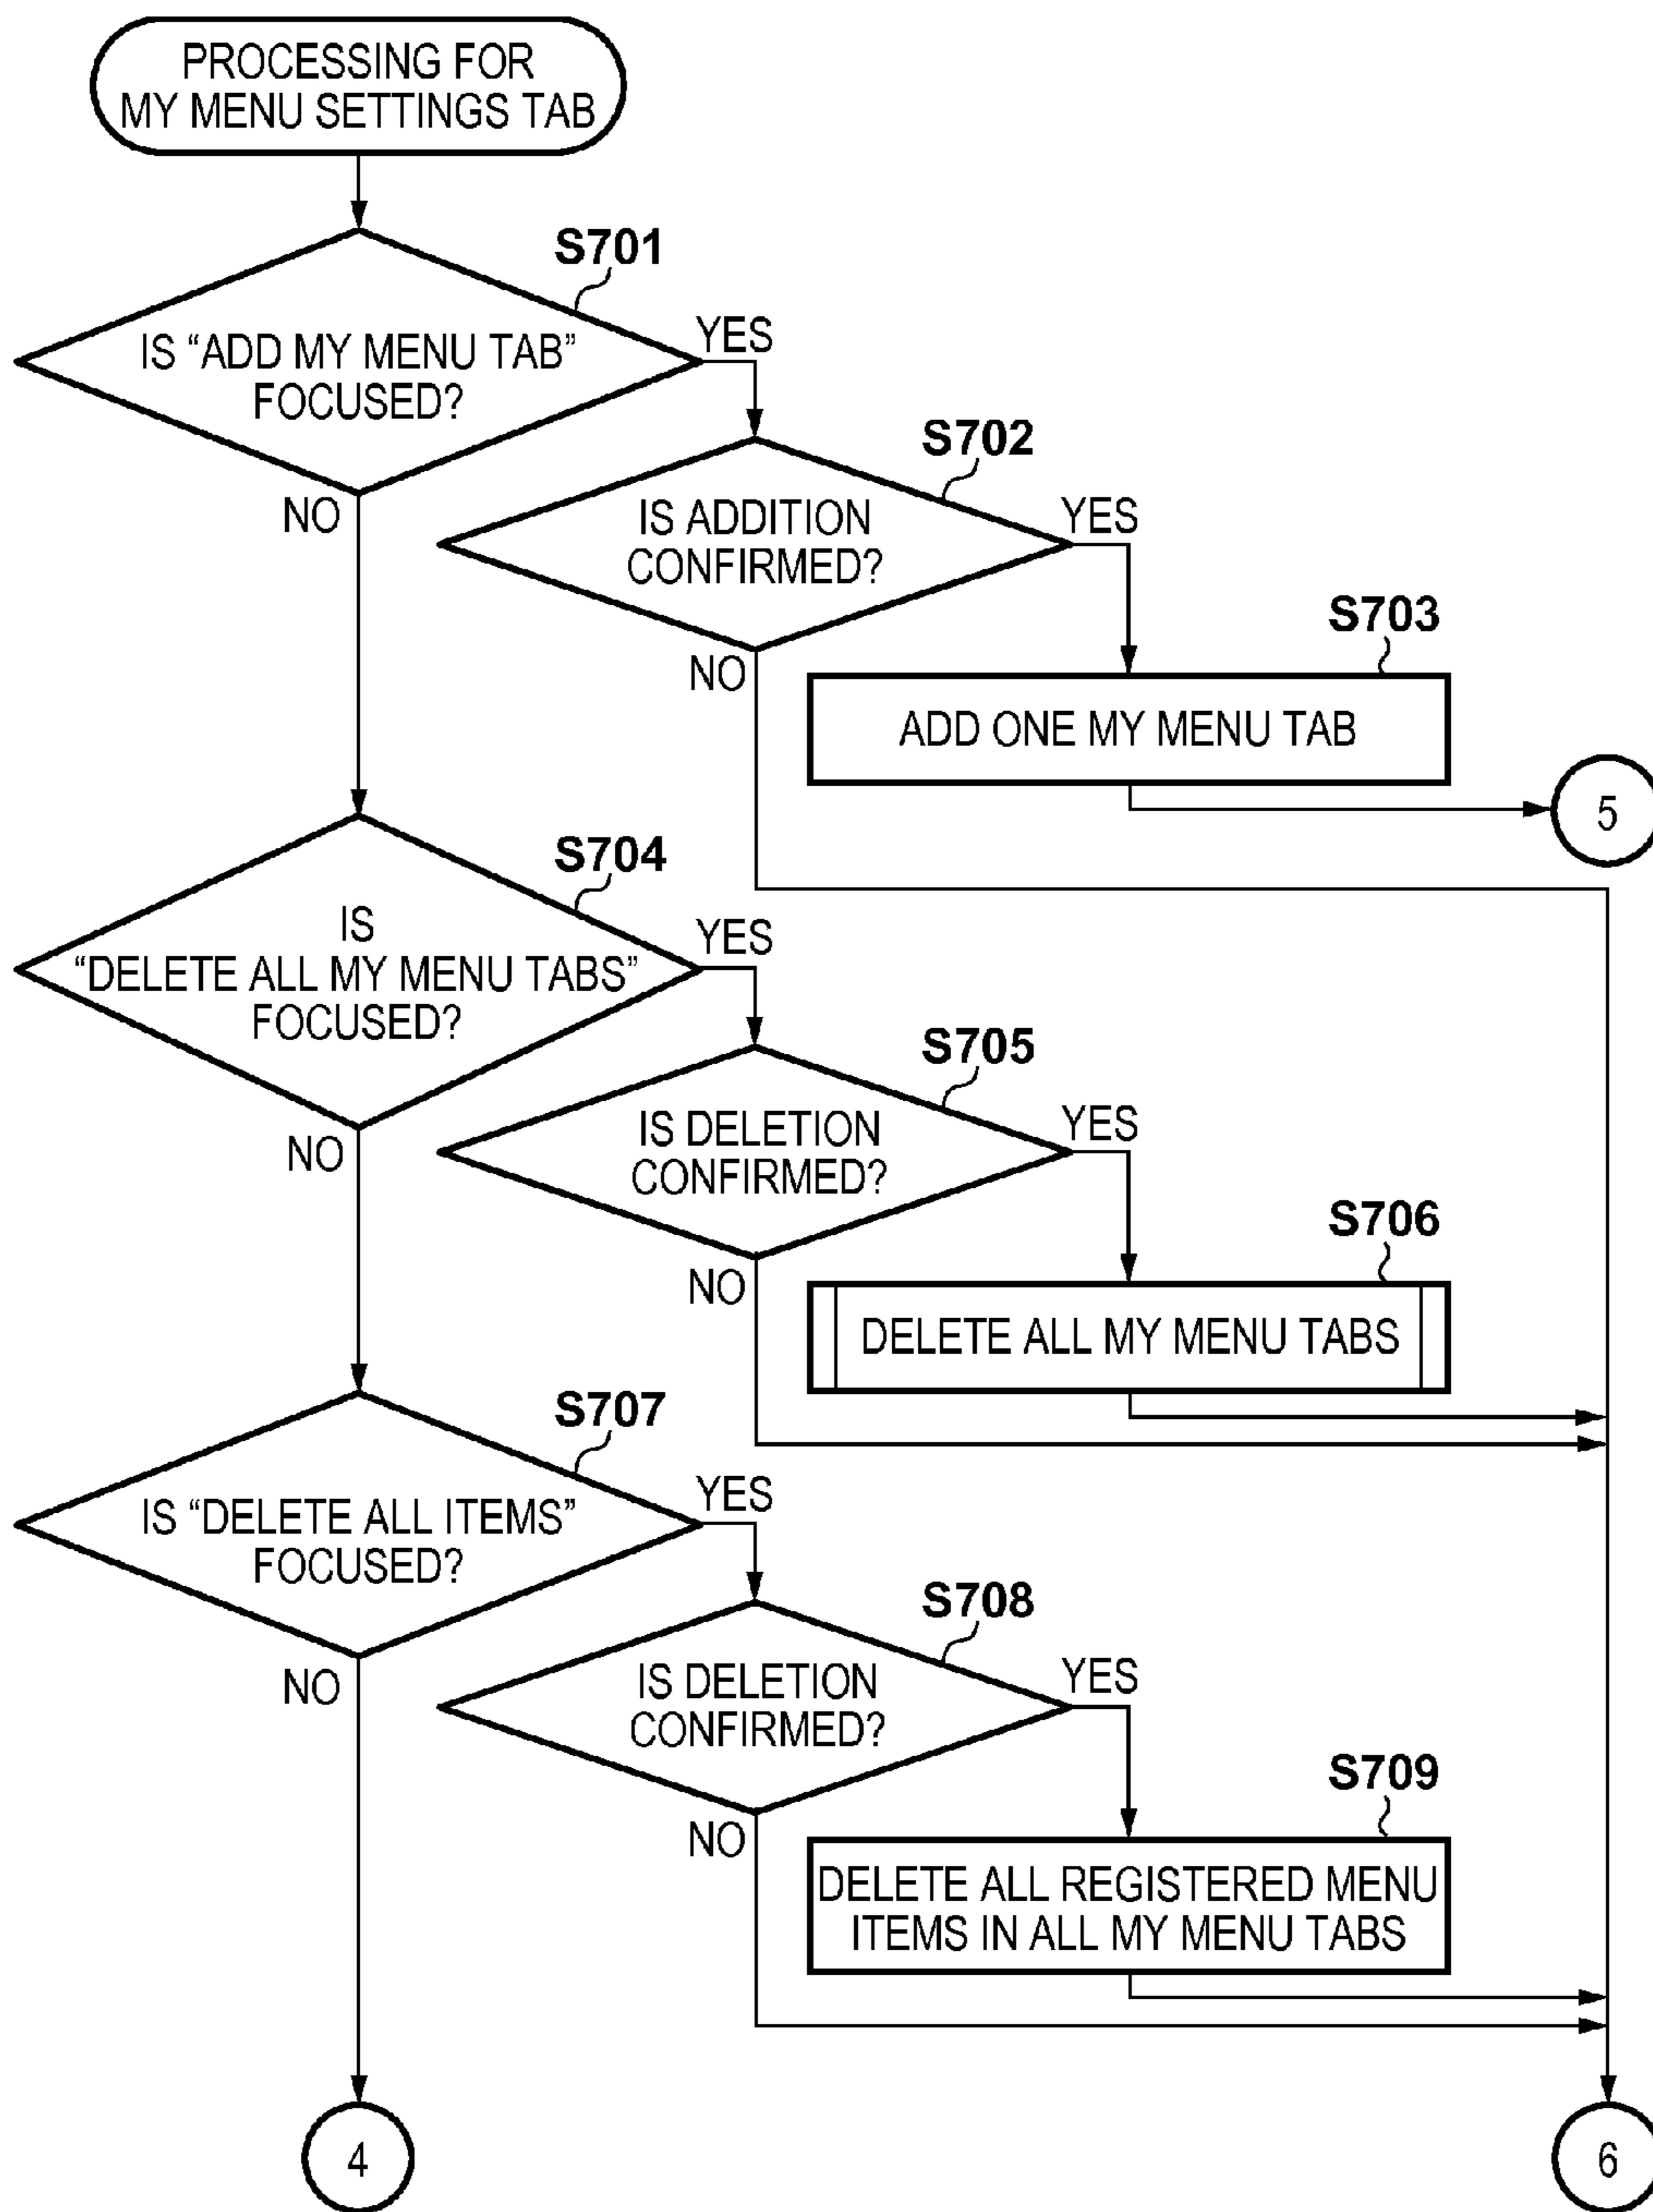 PROCESSING FOR
MY MENU SETTINGS TAB
S701
IS “ADD MY MENU TAB”
FOCUSED?
YES
NO
S702
IS ADDITION
CONFIRMED?
YES
NO
S703
ADD ONE MY MENU TAB
5
S704
IS
“DELETE ALL MY MENU TABS”
FOCUSED?
YES
NO
S705
IS DELETION
CONFIRMED?
YES
NO
S706
DELETE ALL MY MENU TABS
S707
IS “DELETE ALL ITEMS”
FOCUSED?
YES
NO
S708
IS DELETION
CONFIRMED?
YES
NO
S709
DELETE ALL REGISTERED MENU
ITEMS IN ALL MY MENU TABS
4
6